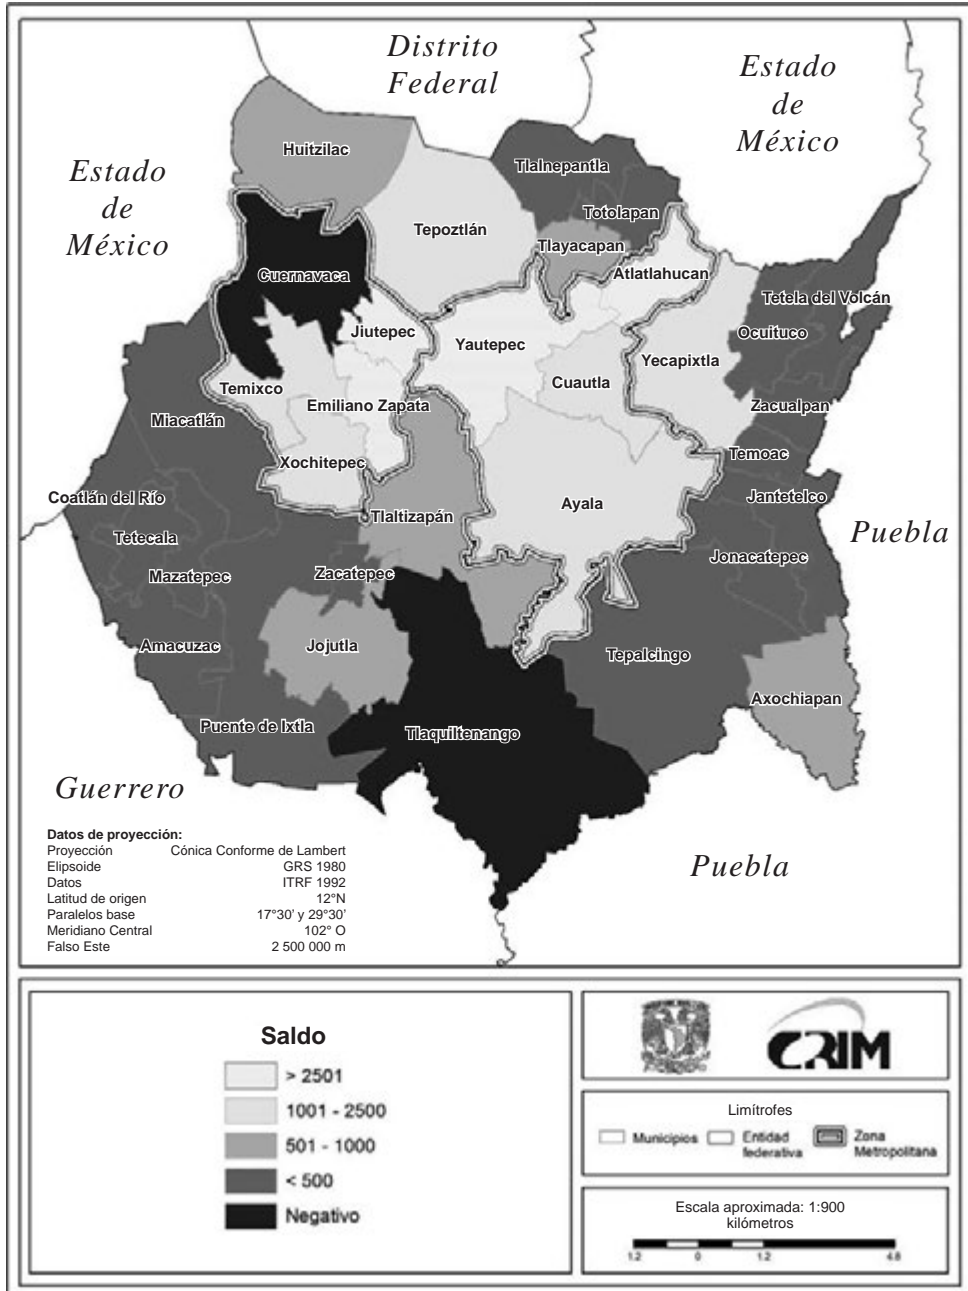 Distrito
Federal
Estado
de
México
Estado
de
México
Huitzilac
Tlalnepantla
Totolapan
Tepoztlán
Tlayacapan
Atlatlahucan
Cuernavaca
Tetela del Volcán
Jiutepec
Ocuituco
Yautepec
Yecapixtla
Cuautla
Temixco
Emiliano Zapata
Zacualpan
Miacatlán
Temoac
Xochitepec
Coatlán del Río
Jantetelco
Ayala
Tlaltizapán
Puebla
Tetecala
Jonacatepec
Mazatepec
Zacatepec
Amacuzac
Jojutla
Tepalcingo
Axochiapan
Puente de Ixtla
Tlaquiltenango
Guerrero
Puebla
Datos de proyección:
Proyección Cónica Conforme de Lambert
Elipsoide GRS 1980
Datos ITRF 1992
Latitud de origen 12°N
Paralelos base 17°30’ y 29°30’
Meridiano Central 102° O
Falso Este 2 500 000 m
Saldo
> 2501
1001 - 2500
501 - 1000
< 500
Negativo
CRIM
Limítrofes
Municipios
Entidad
federativa
Zona
Metropolitana
Escala aproximada: 1:900
kilómetros
1.2 0 1.2 4.8